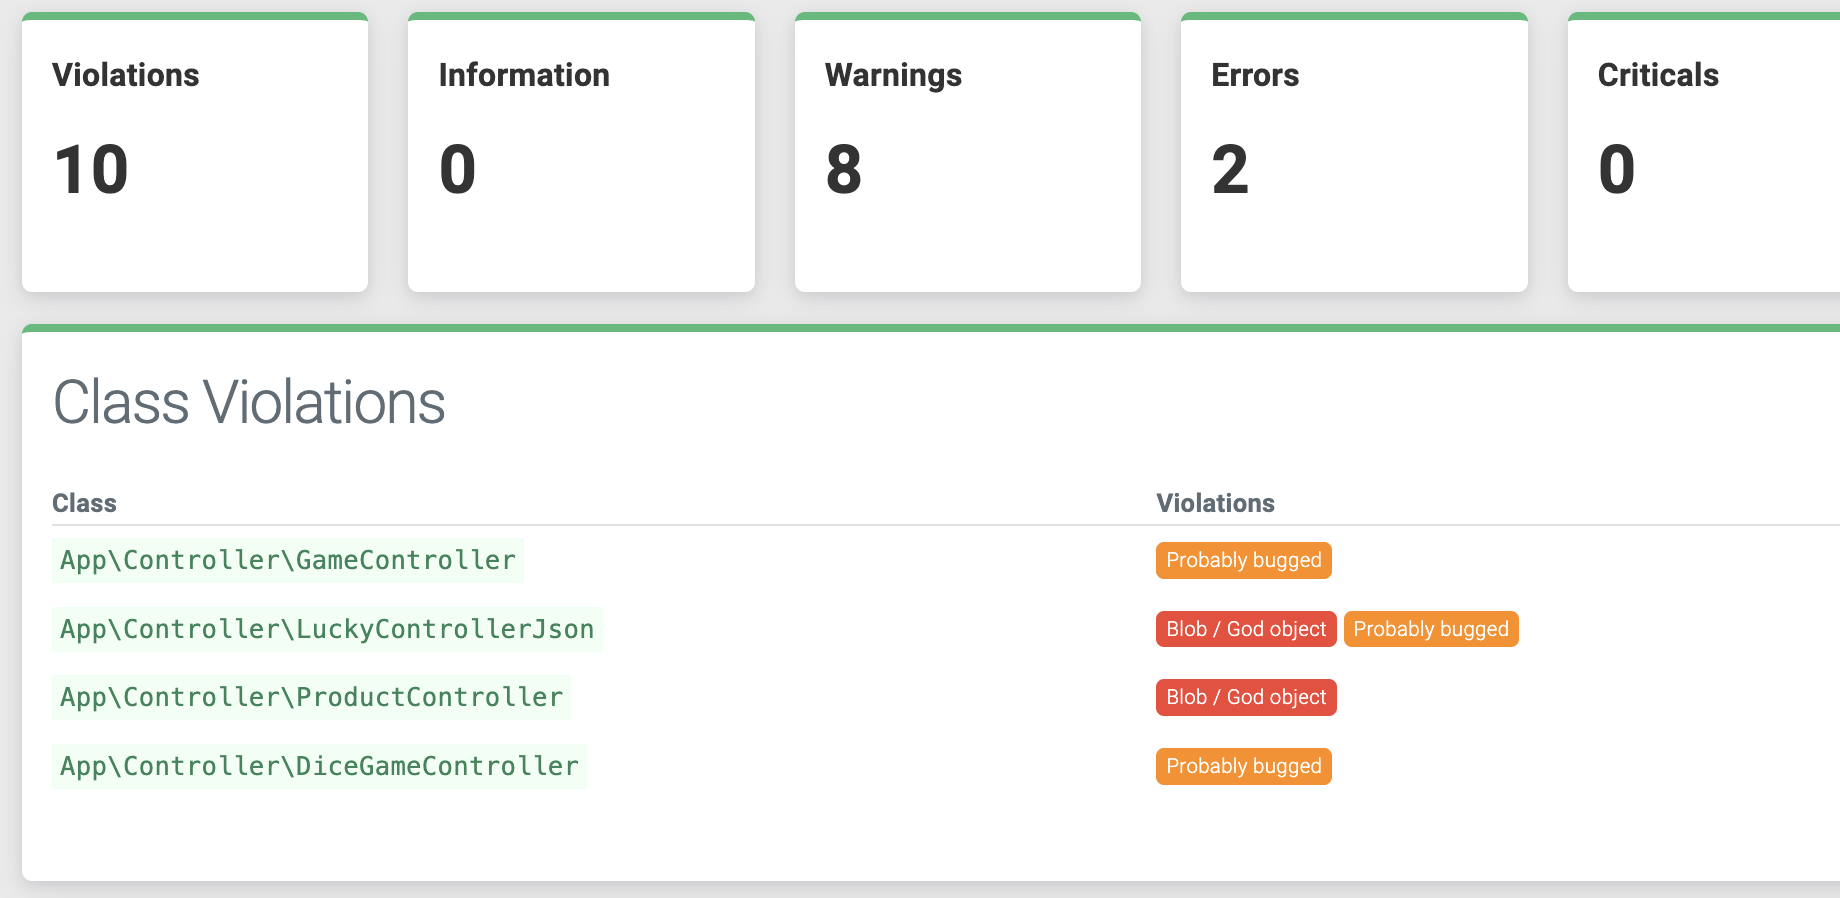 Violations
Information
Warnings
Errors
Criticals
10
0
8
2
0
Class Violations
Class Violations
App\Controller\GameController Probably bugged
App\Controller\LuckyControllerJson Blob / God object Probably bugged
App\Controller\ProductController Blob / God object
App\Controller\DiceGameController Probably bugged